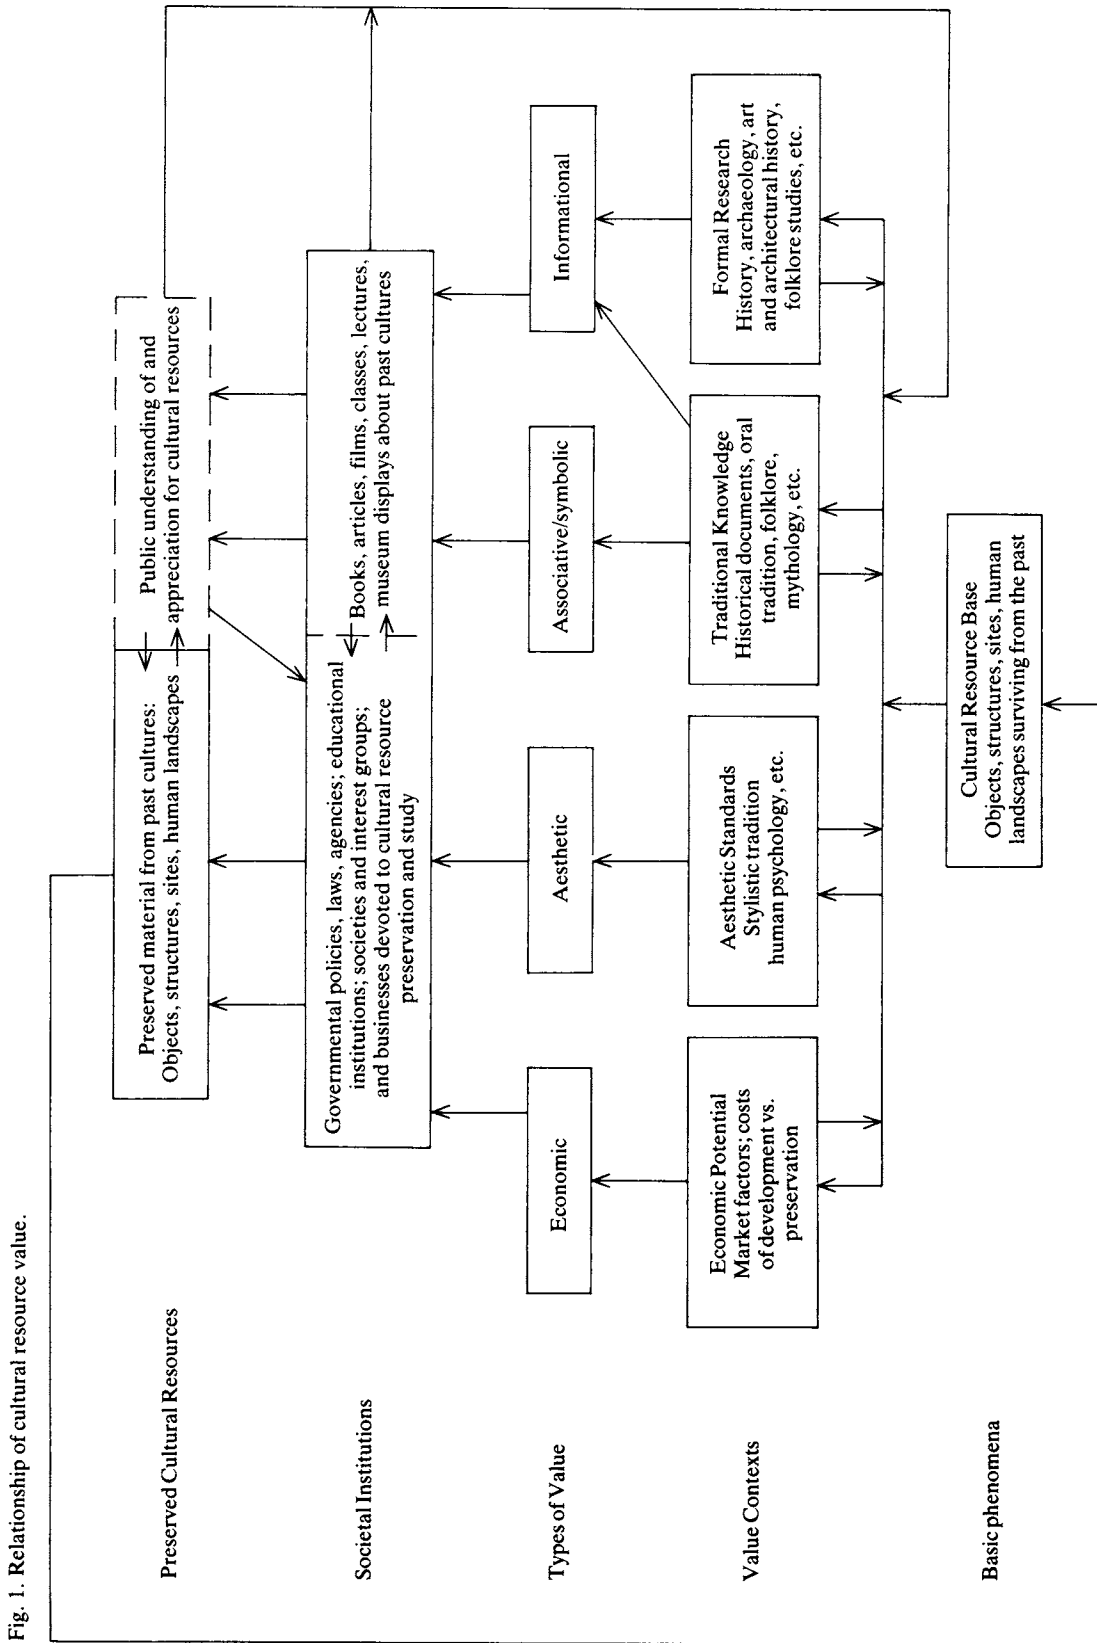 Fig. 1. Relationship of cultural resource value.
Preserved Cultural Resources
Preserved material from past cultures:
Objects, structures, sites, human landscapes
Public understanding of and
appreciation for cultural resources
Societal Institutions
Governmental policies, laws, agencies; educational
institutions; societies and interest groups;
and businesses devoted to cultural resource
preservation and study
Books, articles, films, classes, lectures,
museum displays about past cultures
Types of Value
Economic
Aesthetic
Associative/symbolic
Informational
Value Contexts
Economic Potential
Market factors; costs
of development vs.
preservation
Aesthetic Standards
Stylistic tradition
human psychology, etc.
Traditional Knowledge
Historical documents, oral
tradition, folklore,
mythology, etc.
Formal Research
History, archaeology, art
and architectural history,
folklore studies, etc.
Basic phenomena
Cultural Resource Base
Objects, structures, sites, human
landscapes surviving from the past